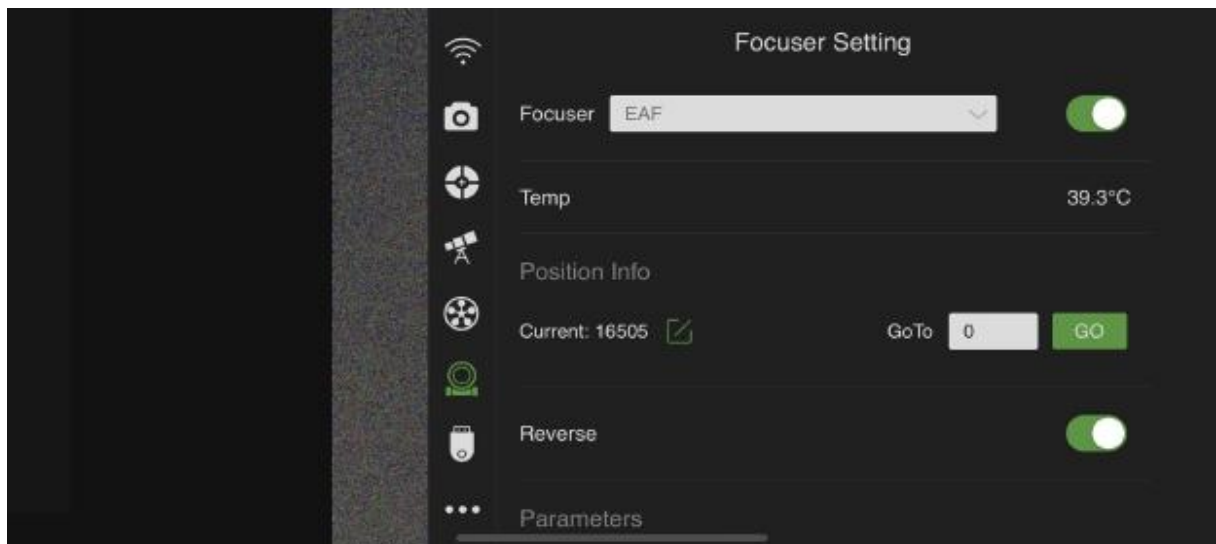 Focuser Setting
Focuser EAF
Temp 39.3°C
Position Info
Current: 16505 GoTo 0 GO
Reverse
Parameters